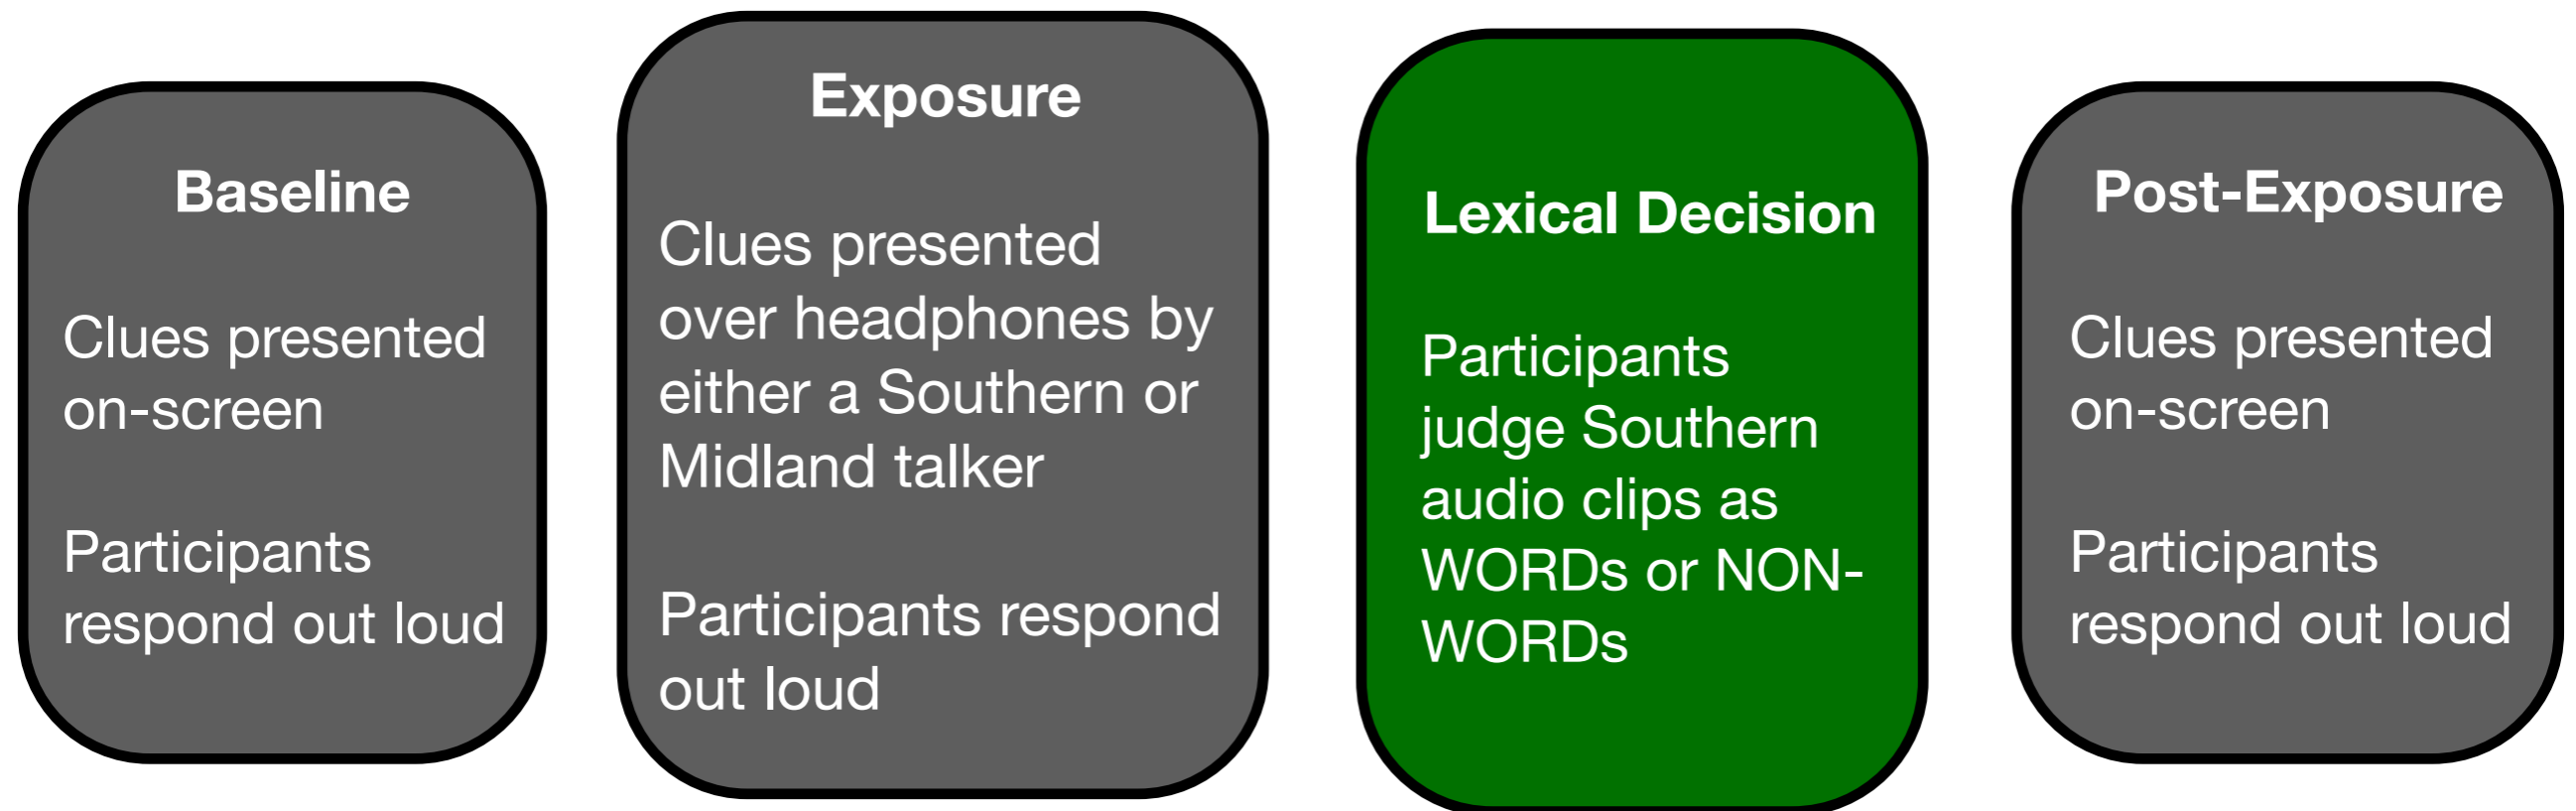 Baseline
Clues presented
on-screen
Participants
respond out loud
Exposure
Clues presented
over headphones by
either a Southern or
Midland talker
Participants respond
out loud
Lexical Decision
Participants
judge Southern
audio clips as
WORDs or NON-
WORDs
Post-Exposure
Clues presented
on-screen
Participants
respond out loud